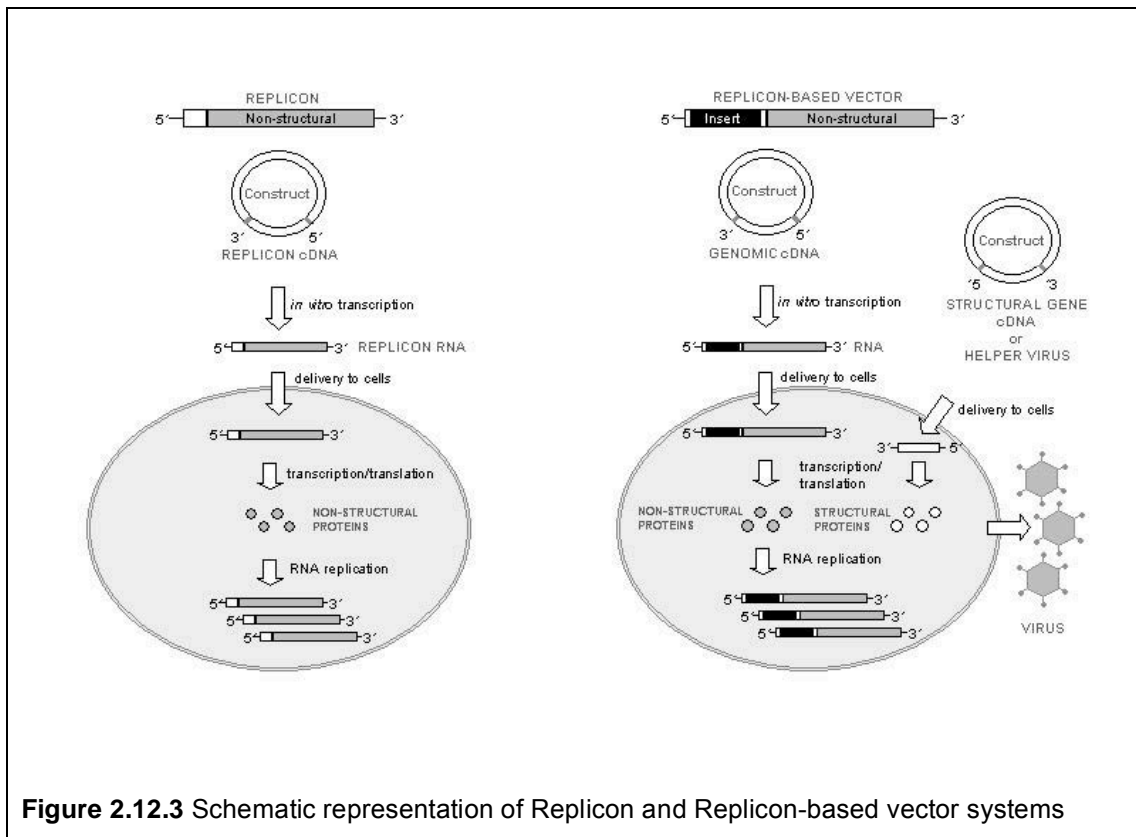 REPLICON
5´ Non-structural 3´
Construct
3´ 5´
REPLICON cDNA
in vitro transcription
5´ 3´ REPLICON RNA
delivery to cells
5´ 3´
transcription/translation
NON-STRUCTURAL
PROTEINS
RNA replication
5´ 3´
5´ 3´
5´ 3´
REPLICON-BASED VECTOR
5´ Insert Non-structural 3´
Construct
3´ 5´
GENOMIC cDNA
in vitro transcription
5´ 3´ RNA
delivery to cells
Construct
´5 ´3
STRUCTURAL GENE
cDNA
or
HELPER VIRUS
delivery to cells
5´ 3´
3´ 5´
transcription/
translation
NON-STRUCTURAL
PROTEINS
STRUCTURAL
PROTEINS
RNA replication
5´ 3´
5´ 3´
5´ 3´
VIRUS
Figure 2.12.3 Schematic representation of Replicon and Replicon-based vector systems